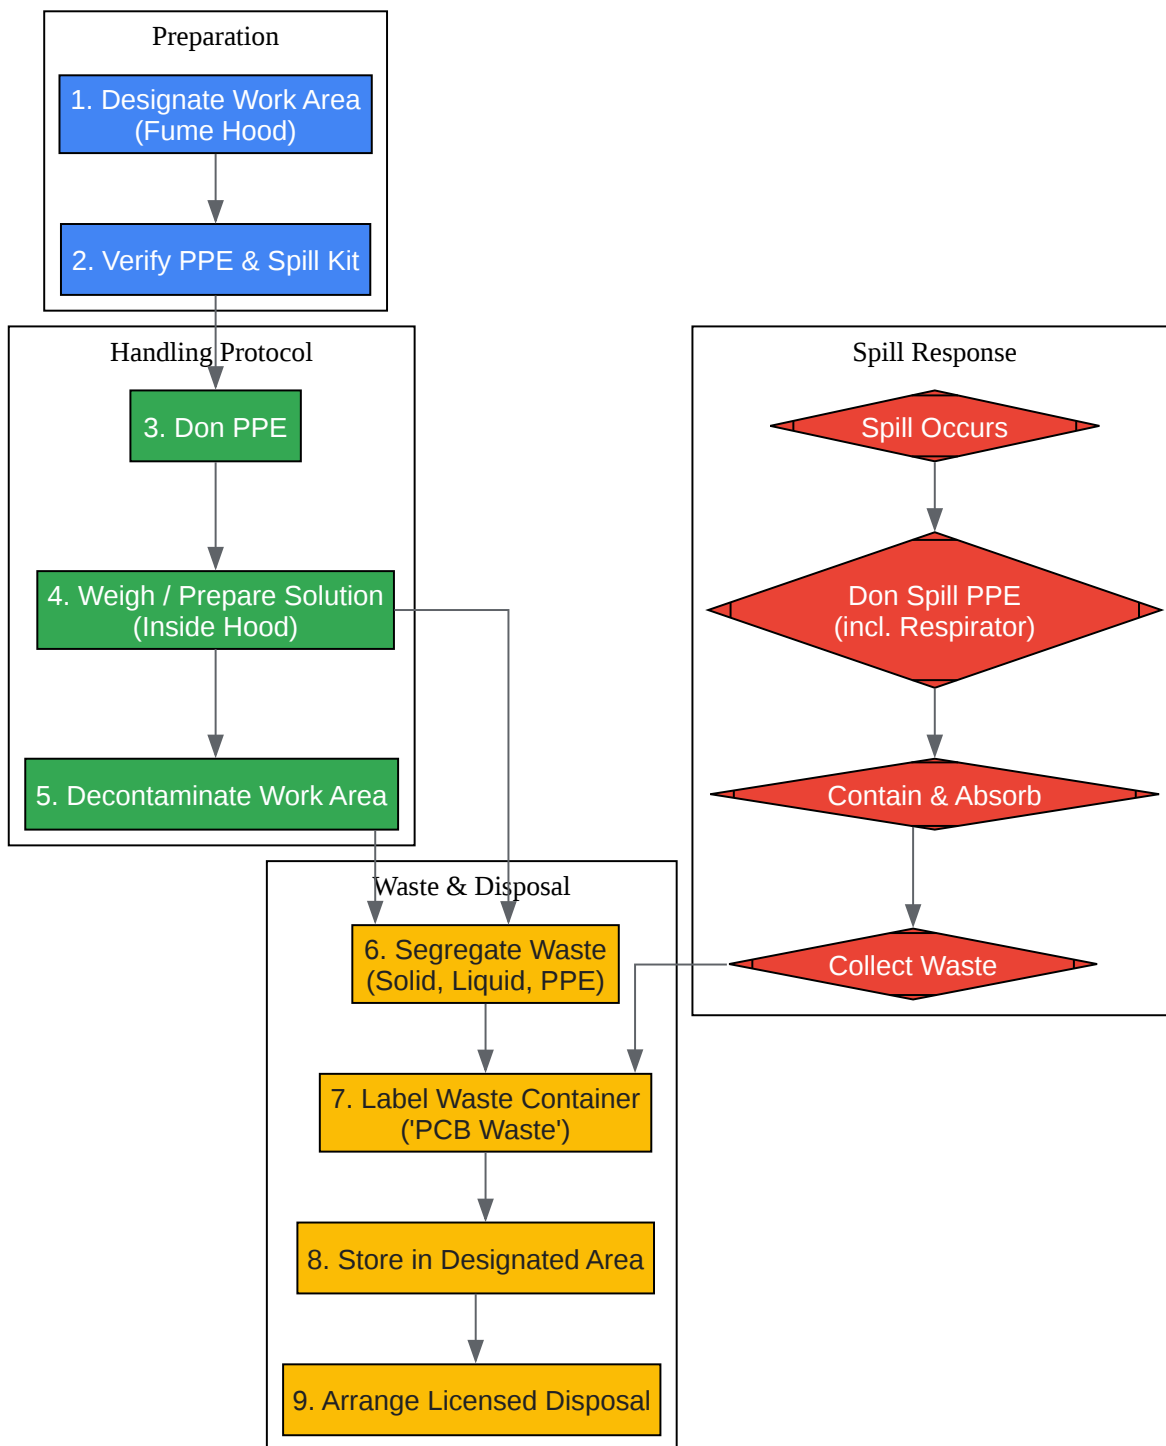 Preparation
1. Designate Work Area
(Fume Hood)
2. Verify PPE & Spill Kit
Handling Protocol
3. Don PPE
4. Weigh / Prepare Solution
(Inside Hood)
5. Decontaminate Work Area
Spill Response
Spill Occurs
Don Spill PPE
(incl. Respirator)
Contain & Absorb
Collect Waste
Waste & Disposal
6. Segregate Waste
(Solid, Liquid, PPE)
7. Label Waste Container
('PCB Waste')
8. Store in Designated Area
9. Arrange Licensed Disposal